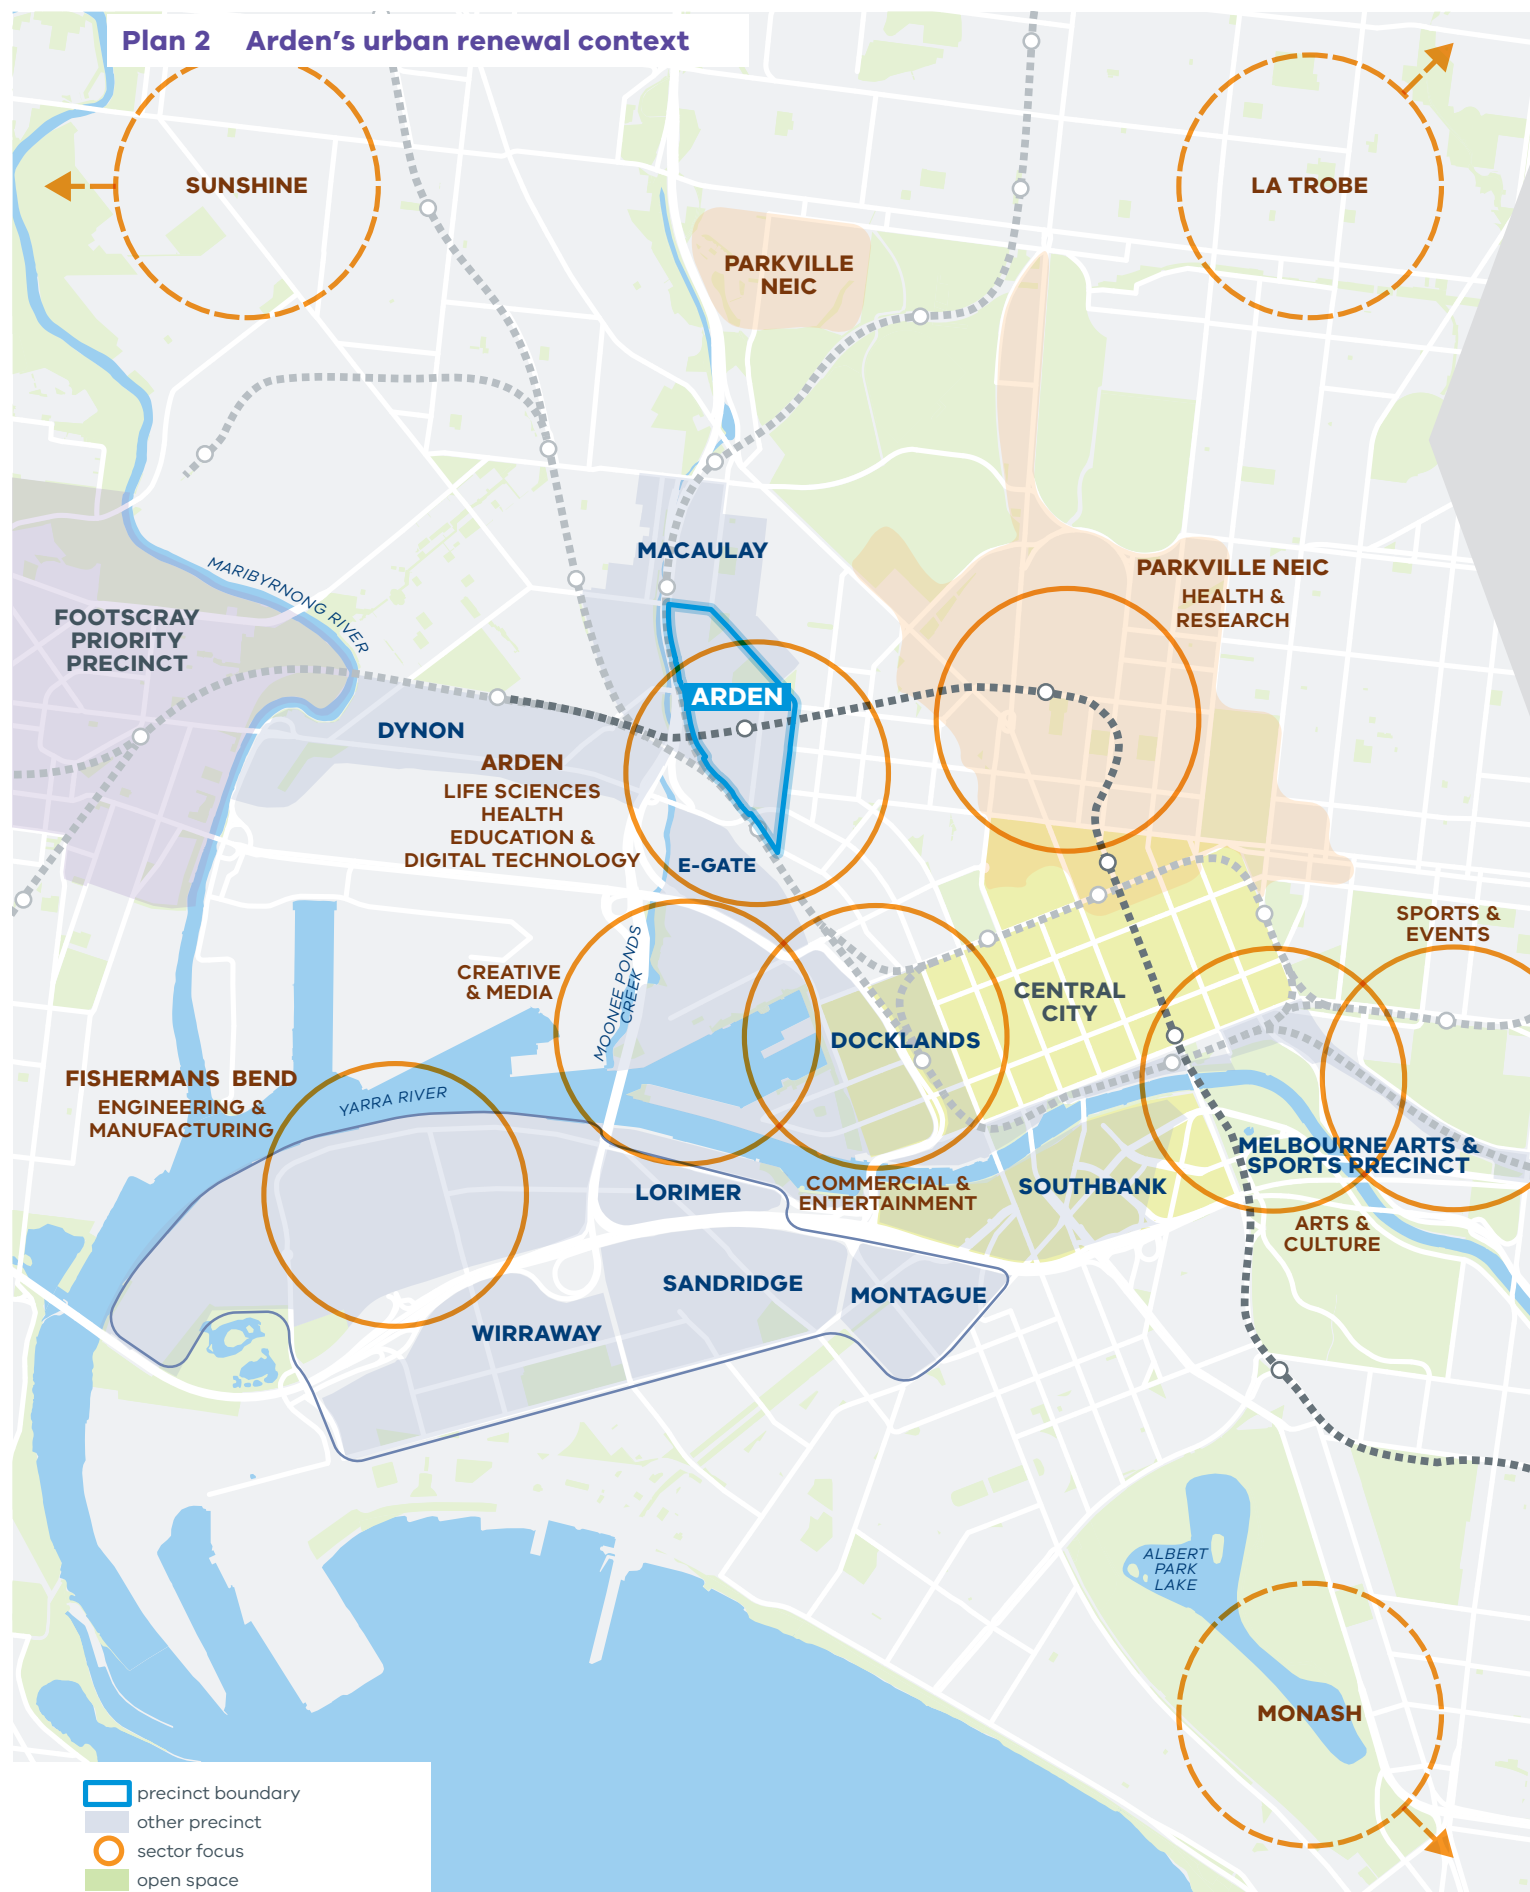 Plan 2 Arden's urban renewal context
SUNSHINE
LA TROBE
PARKVILLE
NEIC
MACAULAY
MARIBYRNONG RIVER
PARKVILLE NEIC
HEALTH &
RESEARCH
FOOTSCRAY
PRIORITY
PRECINCT
ARDEN
DYNON
ARDEN
LIFE SCIENCES
HEALTH
EDUCATION &
DIGITAL TECHNOLOGY
E-GATE
SPORTS &
EVENTS
CREATIVE
& MEDIA
MOONEE PONDS
CREEK
CENTRAL
CITY
DOCKLANDS
FISHERMANS BEND
ENGINEERING &
MANUFACTURING
YARRA RIVER
MELBOURNE ARTS &
SPORTS PRECINCT
LORIMER
COMMERCIAL &
ENTERTAINMENT
SOUTHBANK
ARTS &
CULTURE
SANDRIDGE
MONTAGUE
WIRRAWAY
ALBERT
PARK
LAKE
MONASH
precinct boundary
other precinct
sector focus
open space